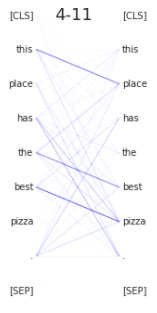 4-11
[CLS] [CLS]
this this
place place
has has
the the
best best
pizza pizza
. .
[SEP] [SEP]